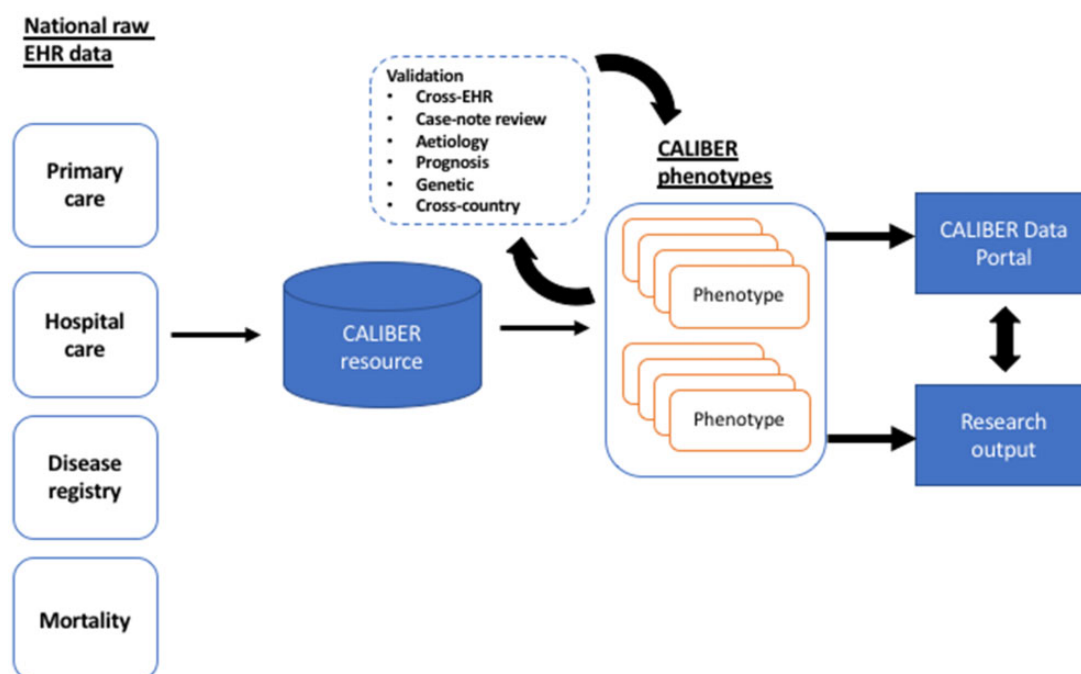 National raw
EHR data
Primary
care
Hospital
care
Disease
registry
Mortality
CALIBER
resource
Validation
• Cross-EHR
• Case-note review
• Aetiology
• Prognosis
• Genetic
• Cross-country
CALIBER
phenotypes
Phenotype
Phenotype
CALIBER Data
Portal
Research
output